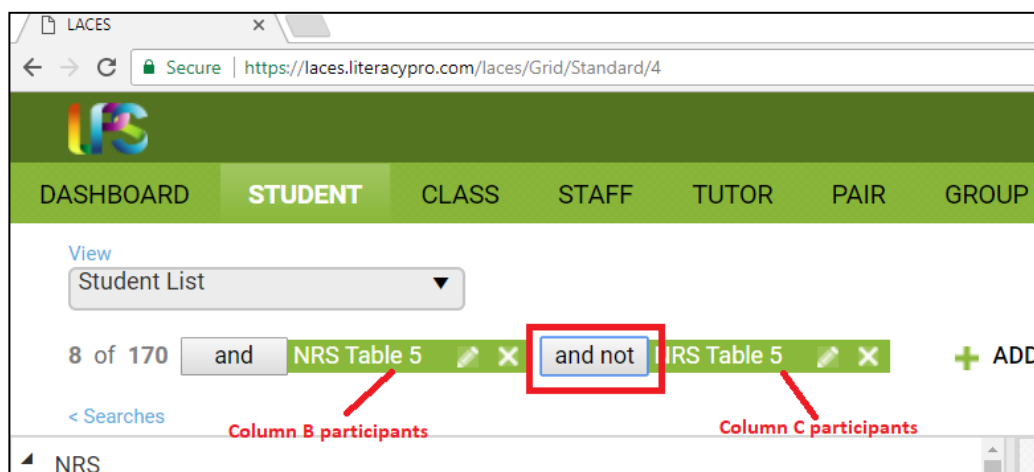 LACES
Secure | https://laces.literacypro.com/laces/Grid/Standard/4
LPS
DASHBOARD STUDENT CLASS STAFF TUTOR PAIR GROUP
View
Student List
8 of 170 and NRS Table 5 and not NRS Table 5 ADD
< Searches
Column B participants Column C participants
NRS